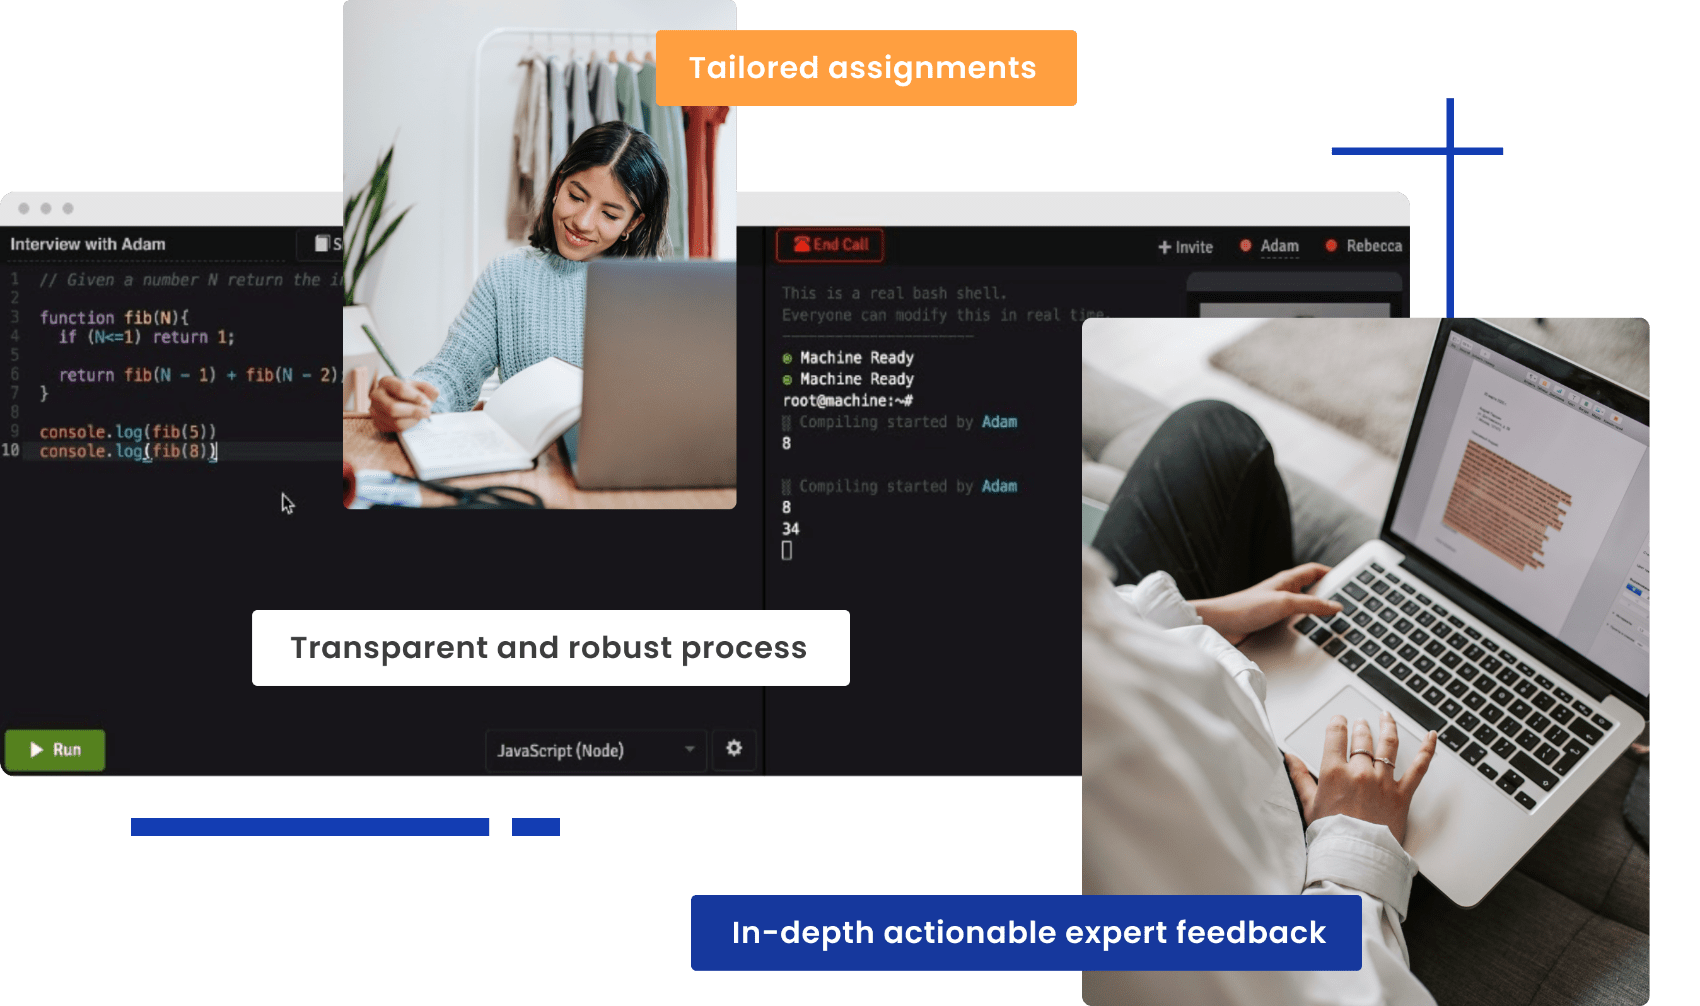 Tailored assignments
Interview with Adam
S
End Call
Invite
Adam
Rebecca
1 // Given a number N return the i
2
3 function fib(N){
4 if (N<=1) return 1;
5
6 return fib(N - 1) + fib(N - 2);
7 }
8
9 console.log(fib(5))
10 console.log(fib(8))
This is a real bash shell.
Everyone can modify this in real time.
Machine Ready
Machine Ready
root@machine:~#
Compiling started by Adam
8
Compiling started by Adam
8
34
Transparent and robust process
Run
JavaScript (Node)
In-depth actionable expert feedback